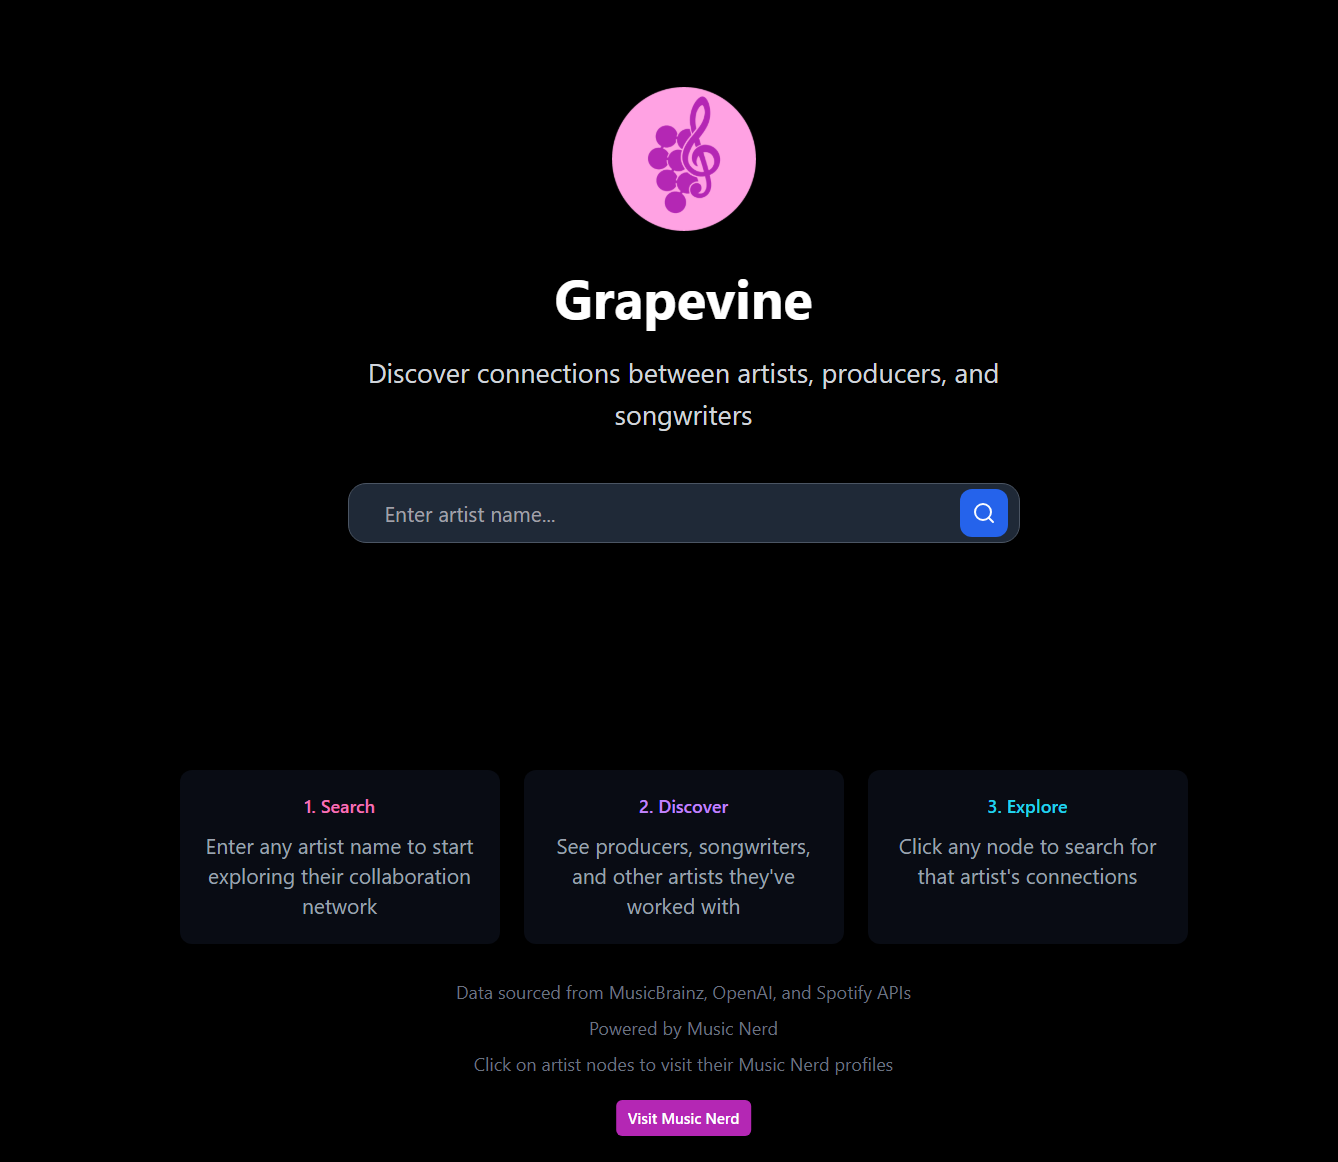 Grapevine
Discover connections between artists, producers, and
songwriters
Enter artist name...
1. Search
Enter any artist name to start
exploring their collaboration
network
2. Discover
See producers, songwriters,
and other artists they've
worked with
3. Explore
Click any node to search for
that artist's connections
Data sourced from MusicBrainz, OpenAI, and Spotify APIs
Powered by Music Nerd
Click on artist nodes to visit their Music Nerd profiles
Visit Music Nerd